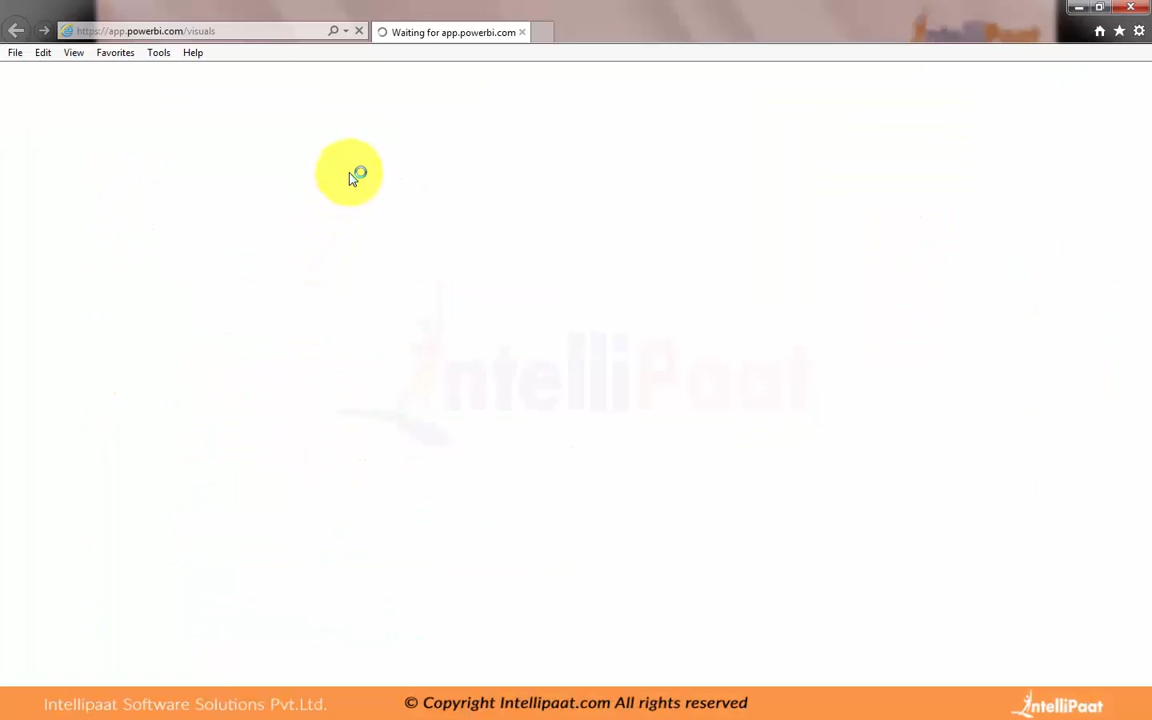 https://app.powerbi.com/visuals
Waiting for app.powerbi.com
File Edit View Favorites Tools Help
IntelliPaat
Intellipaat Software Solutions Pvt.Ltd.
© Copyright Intellipaat.com All rights reserved
IntelliPaat